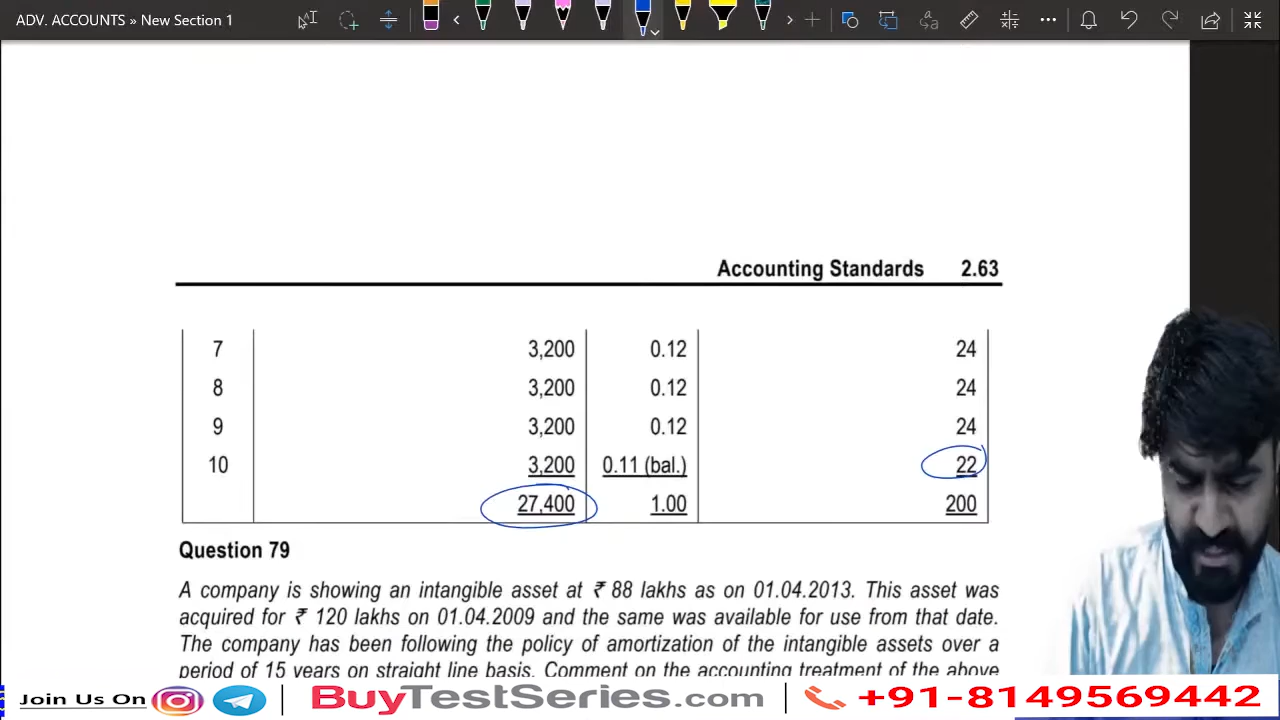 ADV. ACCOUNTS » New Section 1
Accounting Standards 2.63
7 3,200 0.12 24
8 3,200 0.12 24
9 3,200 0.12 24
10 3,200 0.11 (bal.) 22
27,400 1.00 200
Question 79
A company is showing an intangible asset at ₹ 88 lakhs as on 01.04.2013. This asset was
acquired for ₹ 120 lakhs on 01.04.2009 and the same was available for use from that date.
The company has been following the policy of amortization of the intangible assets over a
period of 15 years on straight line basis. Comment on the accounting treatment of the above
Join Us On BuyTestSeries.com +91-8149569442